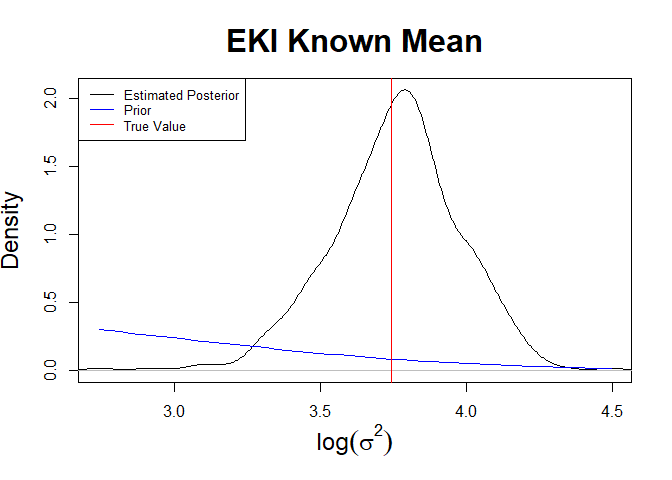 EKI Known Mean
Estimated Posterior
Prior
True Value
Density
0.0
0.5
1.0
1.5
2.0
3.0
3.5
4.0
4.5
log(σ²)